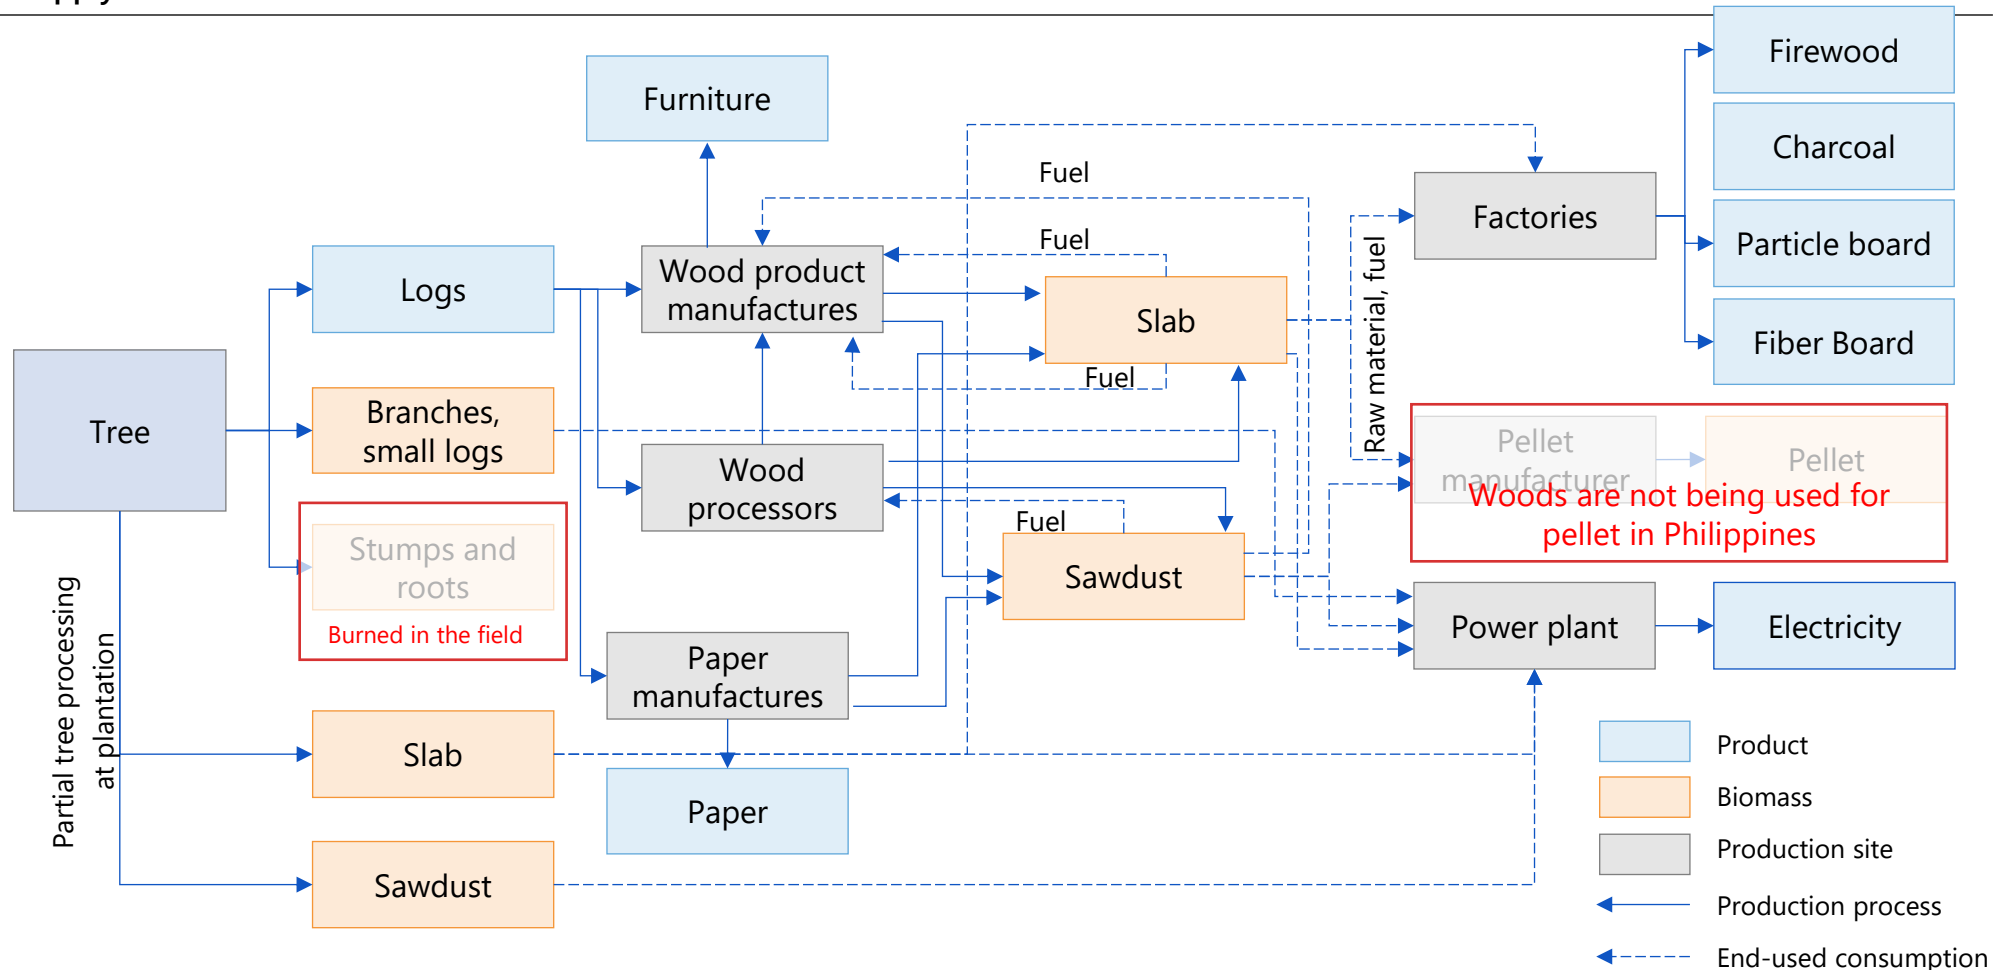 Furniture
Firewood
Charcoal
Fuel
Factories
Particle board
Fuel
Wood product
manufactures
Logs
Slab
Raw material, fuel
Fiber Board
Fuel
Tree
Branches,
small logs
Wood
processors
Pellet
manufacturer
Pellet
Woods are not being used for
pellet in Philippines
Fuel
Stumps and
roots
Burned in the field
Sawdust
Power plant
Electricity
Partial tree processing
at plantation
Paper
manufactures
Slab
Paper
Sawdust
Product
Biomass
Production site
Production process
End-used consumption